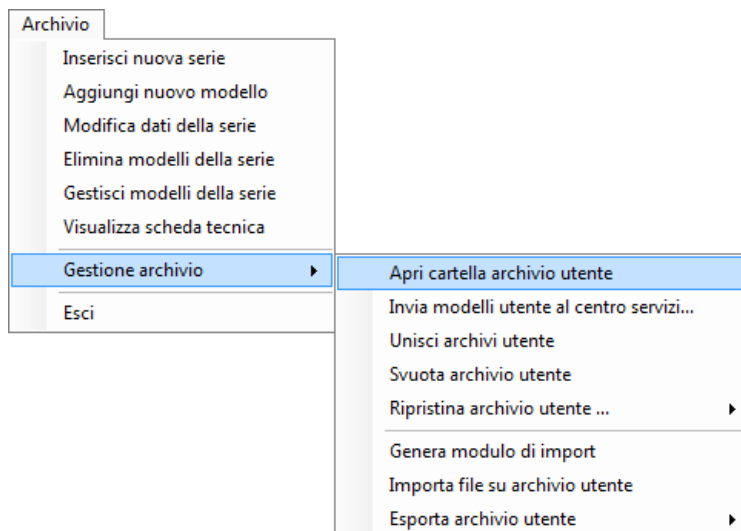 Archivio
Inserisci nuova serie
Aggiungi nuovo modello
Modifica dati della serie
Elimina modelli della serie
Gestisci modelli della serie
Visualizza scheda tecnica
Gestione archivio
Esci
Apri cartella archivio utente
Invia modelli utente al centro servizi...
Unisci archivi utente
Svuota archivio utente
Ripristina archivio utente ...
Genera modulo di import
Importa file su archivio utente
Esporta archivio utente